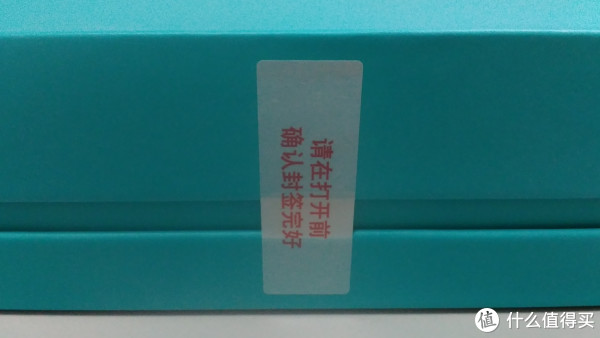 请在打开前
确认封签完好
值 什么值得买